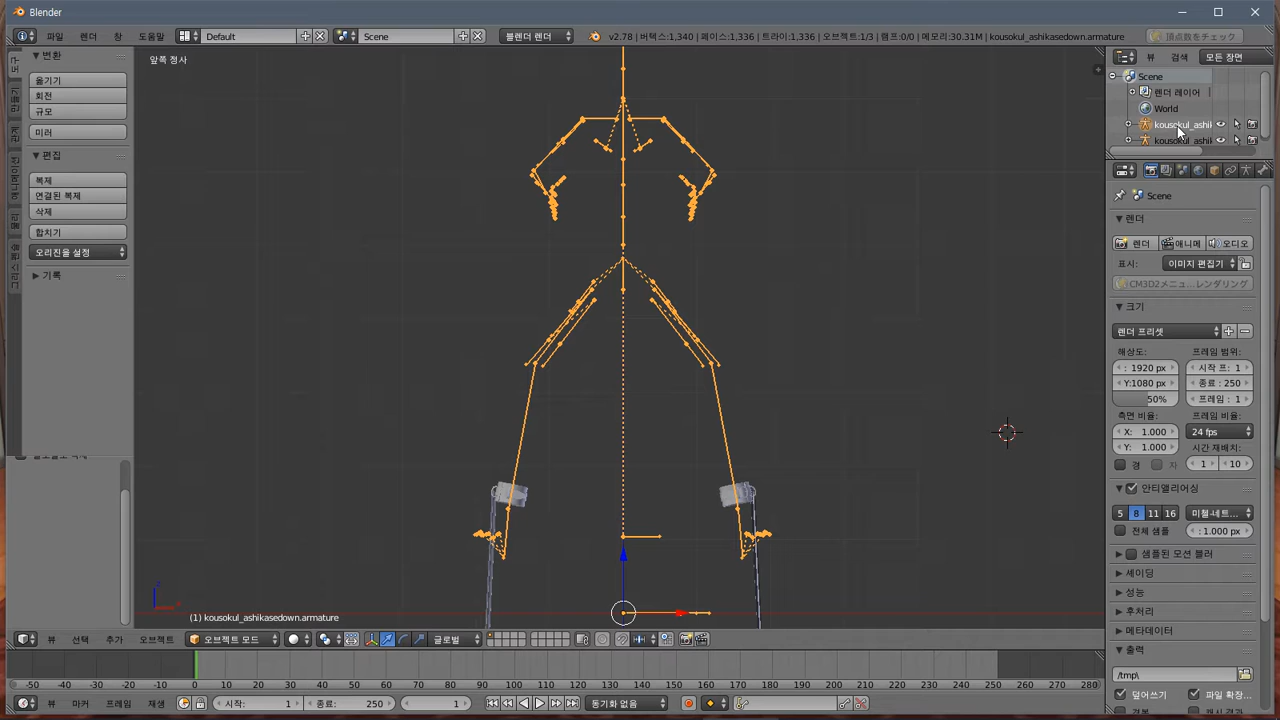 Blender
파일
렌더
창
도움말
Default
Scene
블렌더 렌더
v2.78 | 버텍스:1,340 | 페이스:1,336 | 트라이:1,336 | 오브젝트:1/3 | 램프:0/0 | 메모리:30.31M | kousokul_ashikasedown.armature
頂点数をチェック
변환
옮기기
회전
규모
미러
편집
복제
연결된 복제
삭제
합치기
오리진을 설정
기록
앞쪽 정사
(1) kousokul_ashikasedown.armature
뷰
검색
모든 장면
Scene
렌더 레이어
World
kousokul_ashik
kousokul_ashik
Scene
렌더
렌더
애니메
오디오
표시:
이미지 편집기
CM3D2メニュ...レンダリング
크기
렌더 프리셋
해상도:
프레임 범위:
: 1920 px
시작 프: 1
Y:1080 px
종료 : 250
50%
프레임 : 1
측면 비율:
프레임 비율:
X: 1.000
24 fps
Y: 1.000
시간 재배치:
경
자
1
10
안티앨리어싱
5
8
11
16
미첼-네트...
전체 샘플
: 1.000 px
샘플된 모션 블러
셰이딩
성능
후처리
메타데이터
출력
/tmp\
덮어쓰기
파일 확장...
뷰
선택
추가
오브젝트
오브젝트 모드
글로벌
-50
-40
-30
-20
-10
0
10
20
30
40
50
60
70
80
90
100
110
120
130
140
150
160
170
180
190
200
210
220
230
240
250
260
270
280
뷰
마커
프레임
재생
시작: 1
종료: 250
1
동기화 없음